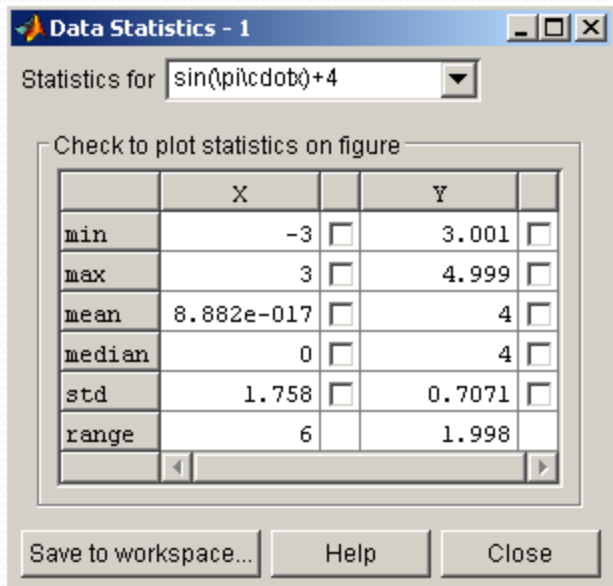 Data Statistics - 1
Statistics for sin(\pi\cdotx)+4
Check to plot statistics on figure
X Y
min -3 3.001
max 3 4.999
mean 8.882e-017 4
median 0 4
std 1.758 0.7071
range 6 1.998
Save to workspace... Help Close